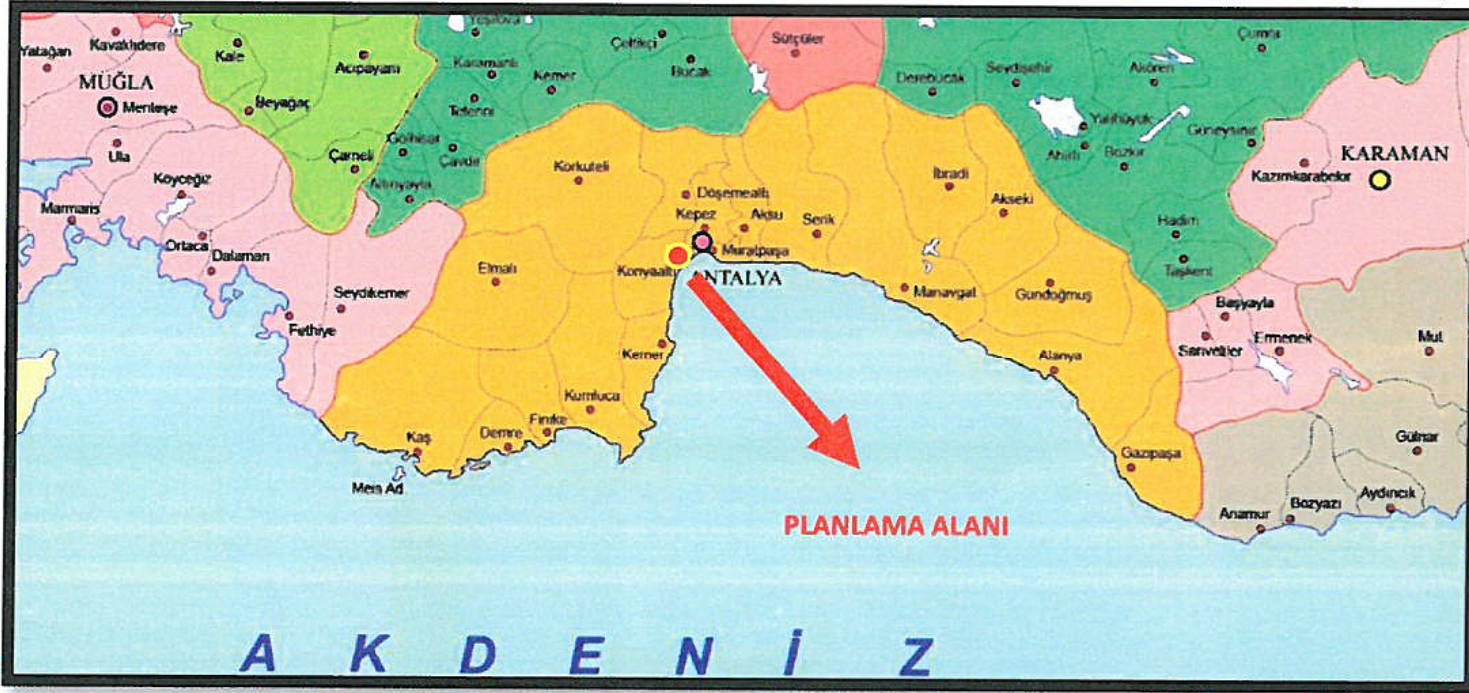 Yeşilova
Sütçüler
Çumra
Kavaklıdere
Kale
Çeltikçi
Yatağan
Acıpayam
Karamanlı
Bucak
Derebucak
Seydişehir
Akören
MUĞLA
Kemer
Menteşe
Beyağaç
Tefenni
Yalıhüyük
Güneysınır
Ula
Gölhisar
Çavdır
Ahırlı
Bozkır
KARAMAN
Çameli
Korkuteli
İbradi
Kazımkarabekir
Köyceğiz
Altınyayla
Döşemealtı
Akseki
Marmaris
Kepez
Aksu
Serik
Hadim
Ortaca
Muratpaşa
Dalaman
Elmalı
Konyaaltı
ANTALYA
Taşkent
Seydikemer
Manavgat
Gündoğmuş
Başyayla
Fethiye
Sarıveliler
Ermenek
Mut
Kemer
Alanya
Kumluca
Kaş
Demre
Finike
Gülnar
Gazipaşa
Meis Ad.
Aydıncık
Bozyazı
Anamur
PLANLAMA ALANI
AKDENİZ